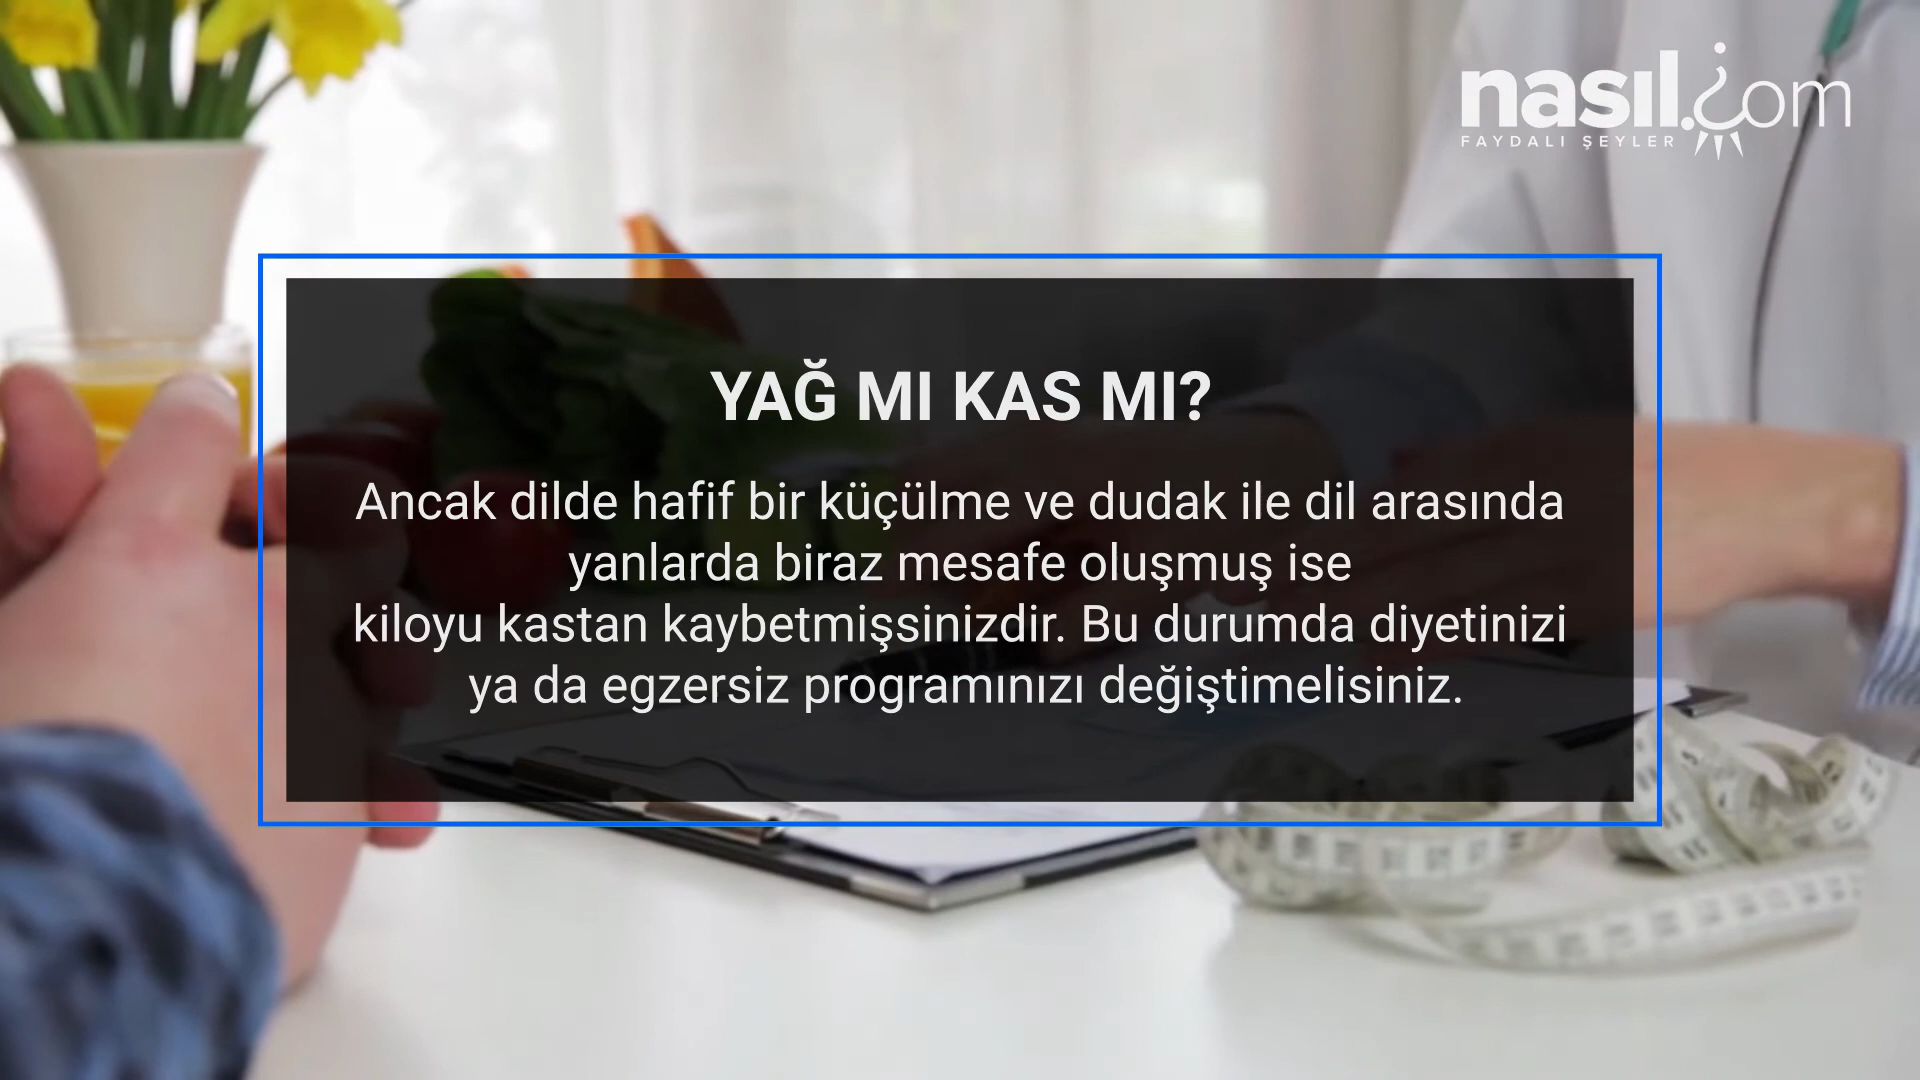 nasıl.com
FAYDALI ŞEYLER
YAĞ MI KAS MI?
Ancak dilde hafif bir küçülme ve dudak ile dil arasında
yanlarda biraz mesafe oluşmuş ise
kiloyu kastan kaybetmişsinizdir. Bu durumda diyetinizi
ya da egzersiz programınızı değiştimelisiniz.